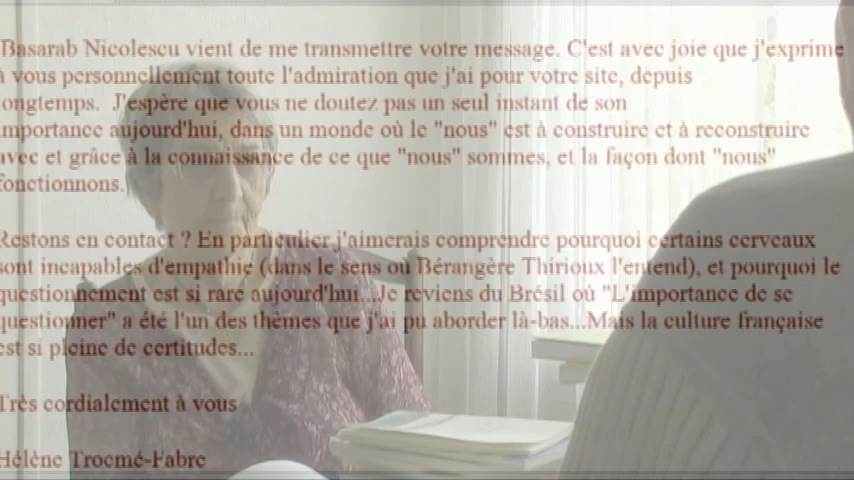 Basarab Nicolescu vient de me transmettre votre message. C'est avec joie que j'exprime
à vous personnellement toute l'admiration que j'ai pour votre site, depuis
longtemps. J'espère que vous ne doutez pas un seul instant de son
importance aujourd'hui, dans un monde où le "nous" est à construire et à reconstruire
avec et grâce à la connaissance de ce que "nous" sommes, et la façon dont "nous"
fonctionnons.
Restons en contact ? En particulier j'aimerais comprendre pourquoi certains cerveaux
sont incapables d'empathie (dans le sens où Bérangère Thirioux l'entend), et pourquoi le
questionnement est si rare aujourd'hui...Je reviens du Brésil où "L'importance de se
questionner" a été l'un des thèmes que j'ai pu aborder là-bas...Mais la culture française
est si pleine de certitudes...
Très cordialement à vous
Hélène Trocmé-Fabre